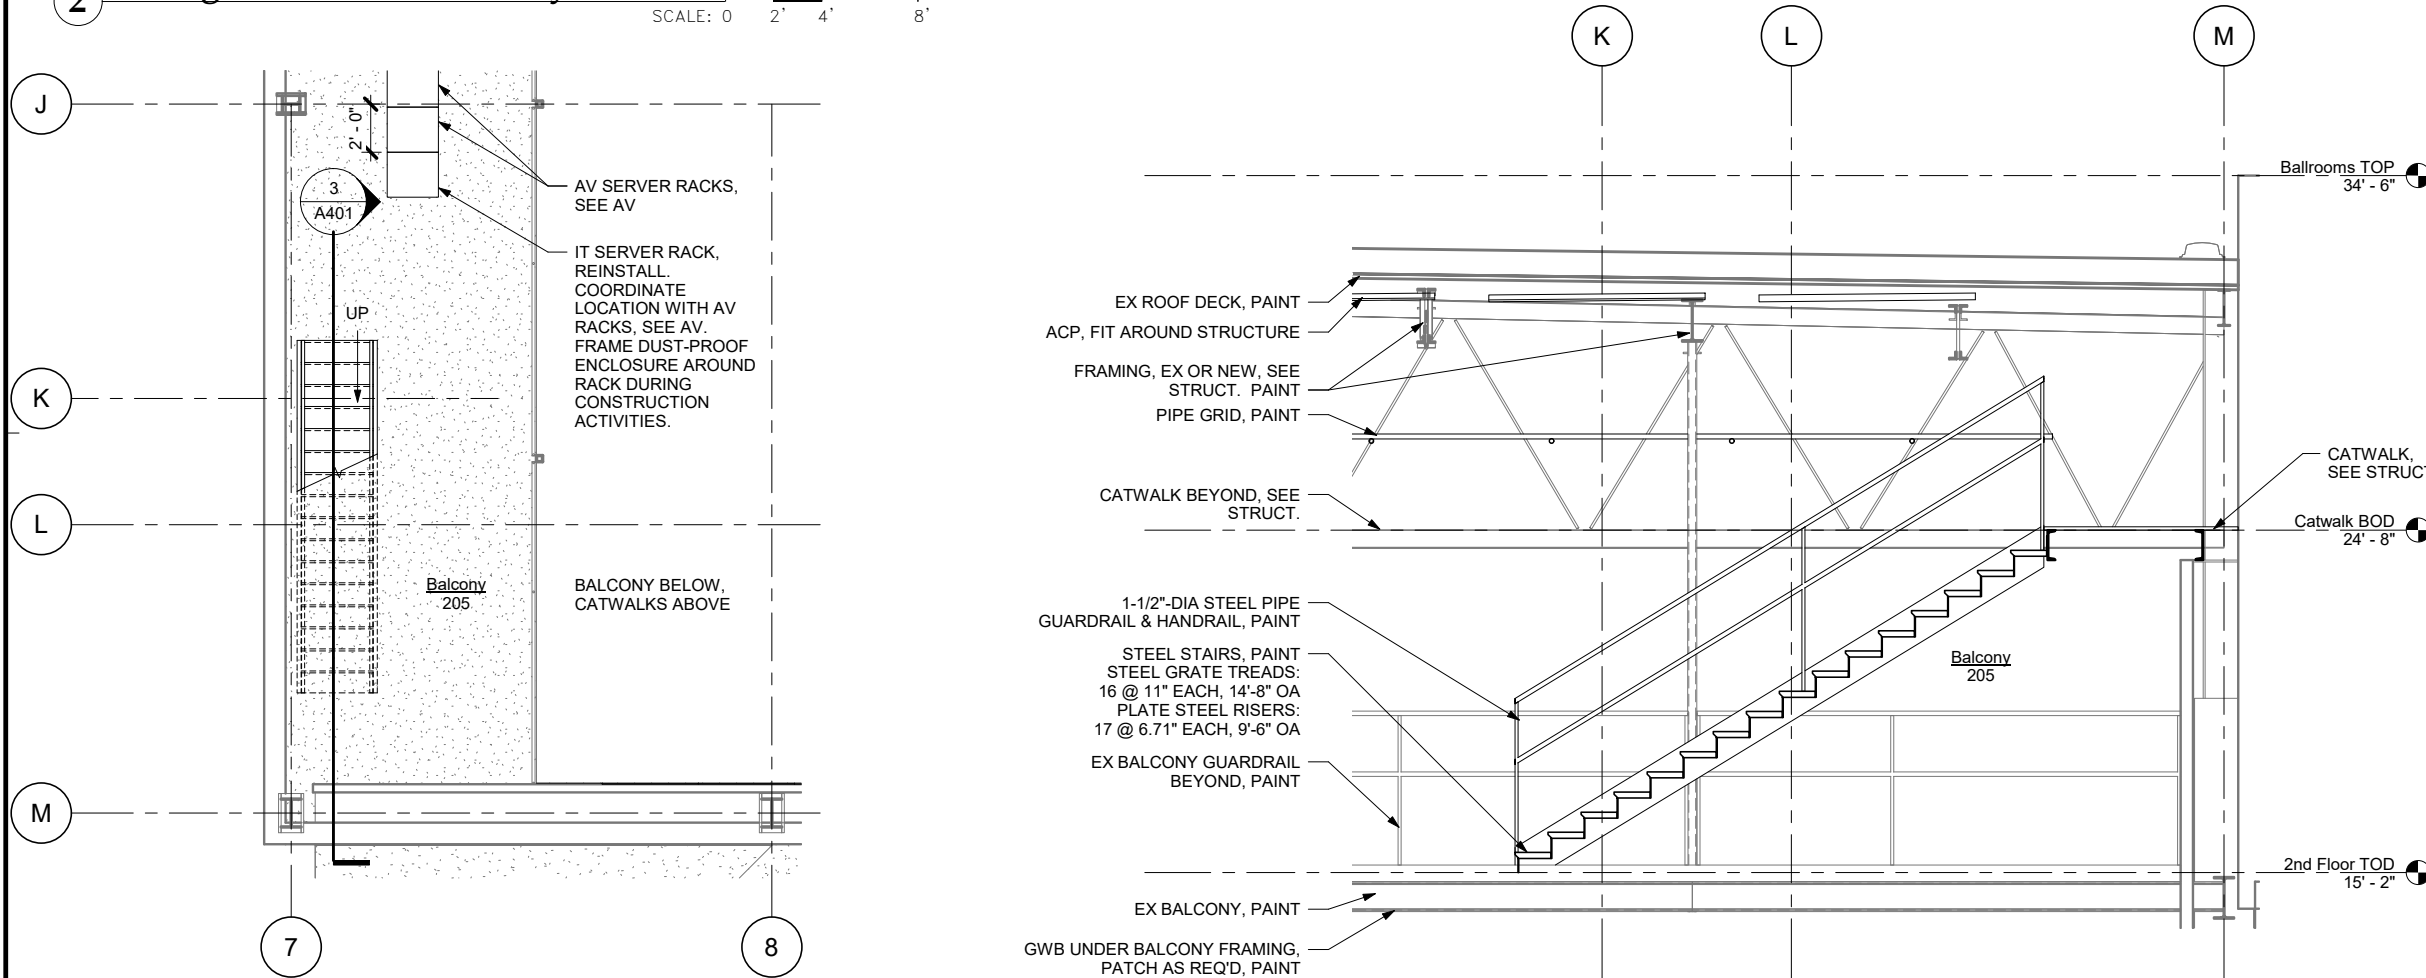 2
SCALE: 0 2' 4' 8'
J
2' - 0"
3
A401
UP
K
L
M
7
8
AV SERVER RACKS,
SEE AV
IT SERVER RACK,
REINSTALL.
COORDINATE
LOCATION WITH AV
RACKS, SEE AV.
FRAME DUST-PROOF
ENCLOSURE AROUND
RACK DURING
CONSTRUCTION
ACTIVITIES.
Balcony
205
BALCONY BELOW,
CATWALKS ABOVE
K
L
M
Ballrooms TOP
34' - 6"
EX ROOF DECK, PAINT
ACP, FIT AROUND STRUCTURE
FRAMING, EX OR NEW, SEE
STRUCT. PAINT
PIPE GRID, PAINT
CATWALK BEYOND, SEE
STRUCT.
CATWALK,
SEE STRUCT
Catwalk BOD
24' - 8"
1-1/2"-DIA STEEL PIPE
GUARDRAIL & HANDRAIL, PAINT
STEEL STAIRS, PAINT
STEEL GRATE TREADS:
16 @ 11" EACH, 14'-8" OA
PLATE STEEL RISERS:
17 @ 6.71" EACH, 9'-6" OA
Balcony
205
EX BALCONY GUARDRAIL
BEYOND, PAINT
2nd Floor TOD
15' - 2"
EX BALCONY, PAINT
GWB UNDER BALCONY FRAMING,
PATCH AS REQ'D, PAINT